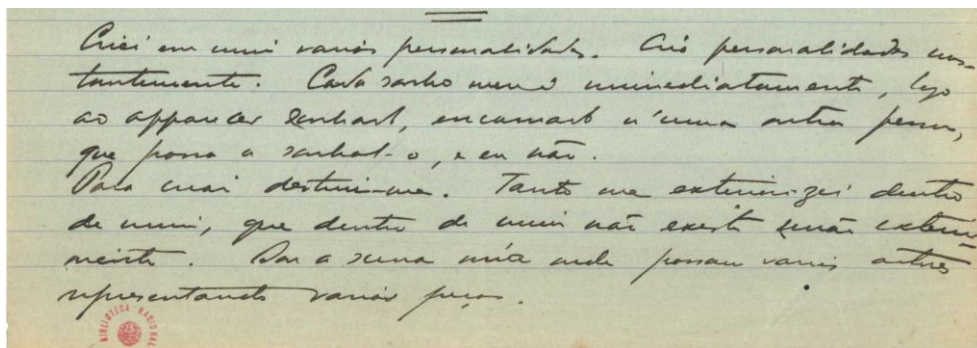 Criei em mim varias personalidades. Crio personalidades cons-
tantemente. Cada sonho meu é immediatamente, logo
ao apparecer sonhado, encarnado n'uma outra pessoa,
que passa a sonhal-o, e eu não.
Para crear destrui-me. Tanto me exteriorizei dentro
de mim, que dentro de mim não existo senão exterior-
mente. Sou a scena viva onde passam varios actores
representando varias peças.
BIBLIOTECA NACIONAL